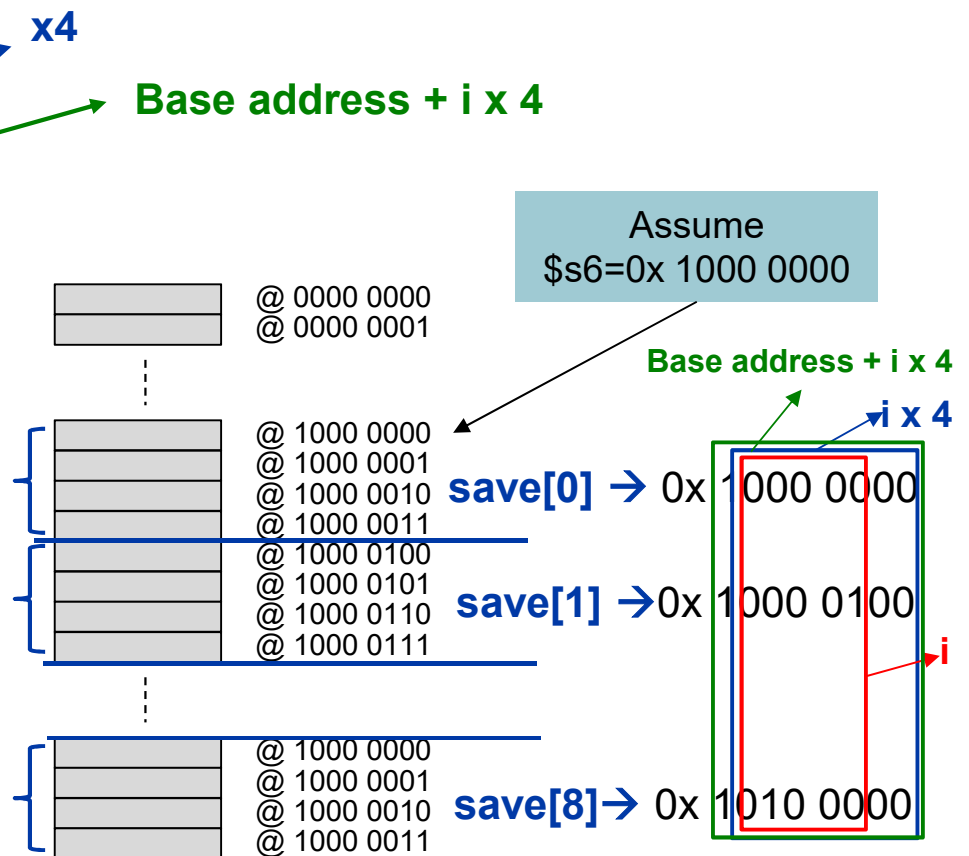 x4
Base address + i x 4
Assume
$s6=0x 1000 0000
@ 0000 0000
@ 0000 0001
Base address + i x 4
i x 4
@ 1000 0000
@ 1000 0001
@ 1000 0010
@ 1000 0011
save[0] → 0x 1000 0000
@ 1000 0100
@ 1000 0101
@ 1000 0110
@ 1000 0111
save[1] →0x 1000 0100
i
@ 1000 0000
@ 1000 0001
@ 1000 0010
@ 1000 0011
save[8]→ 0x 1010 0000